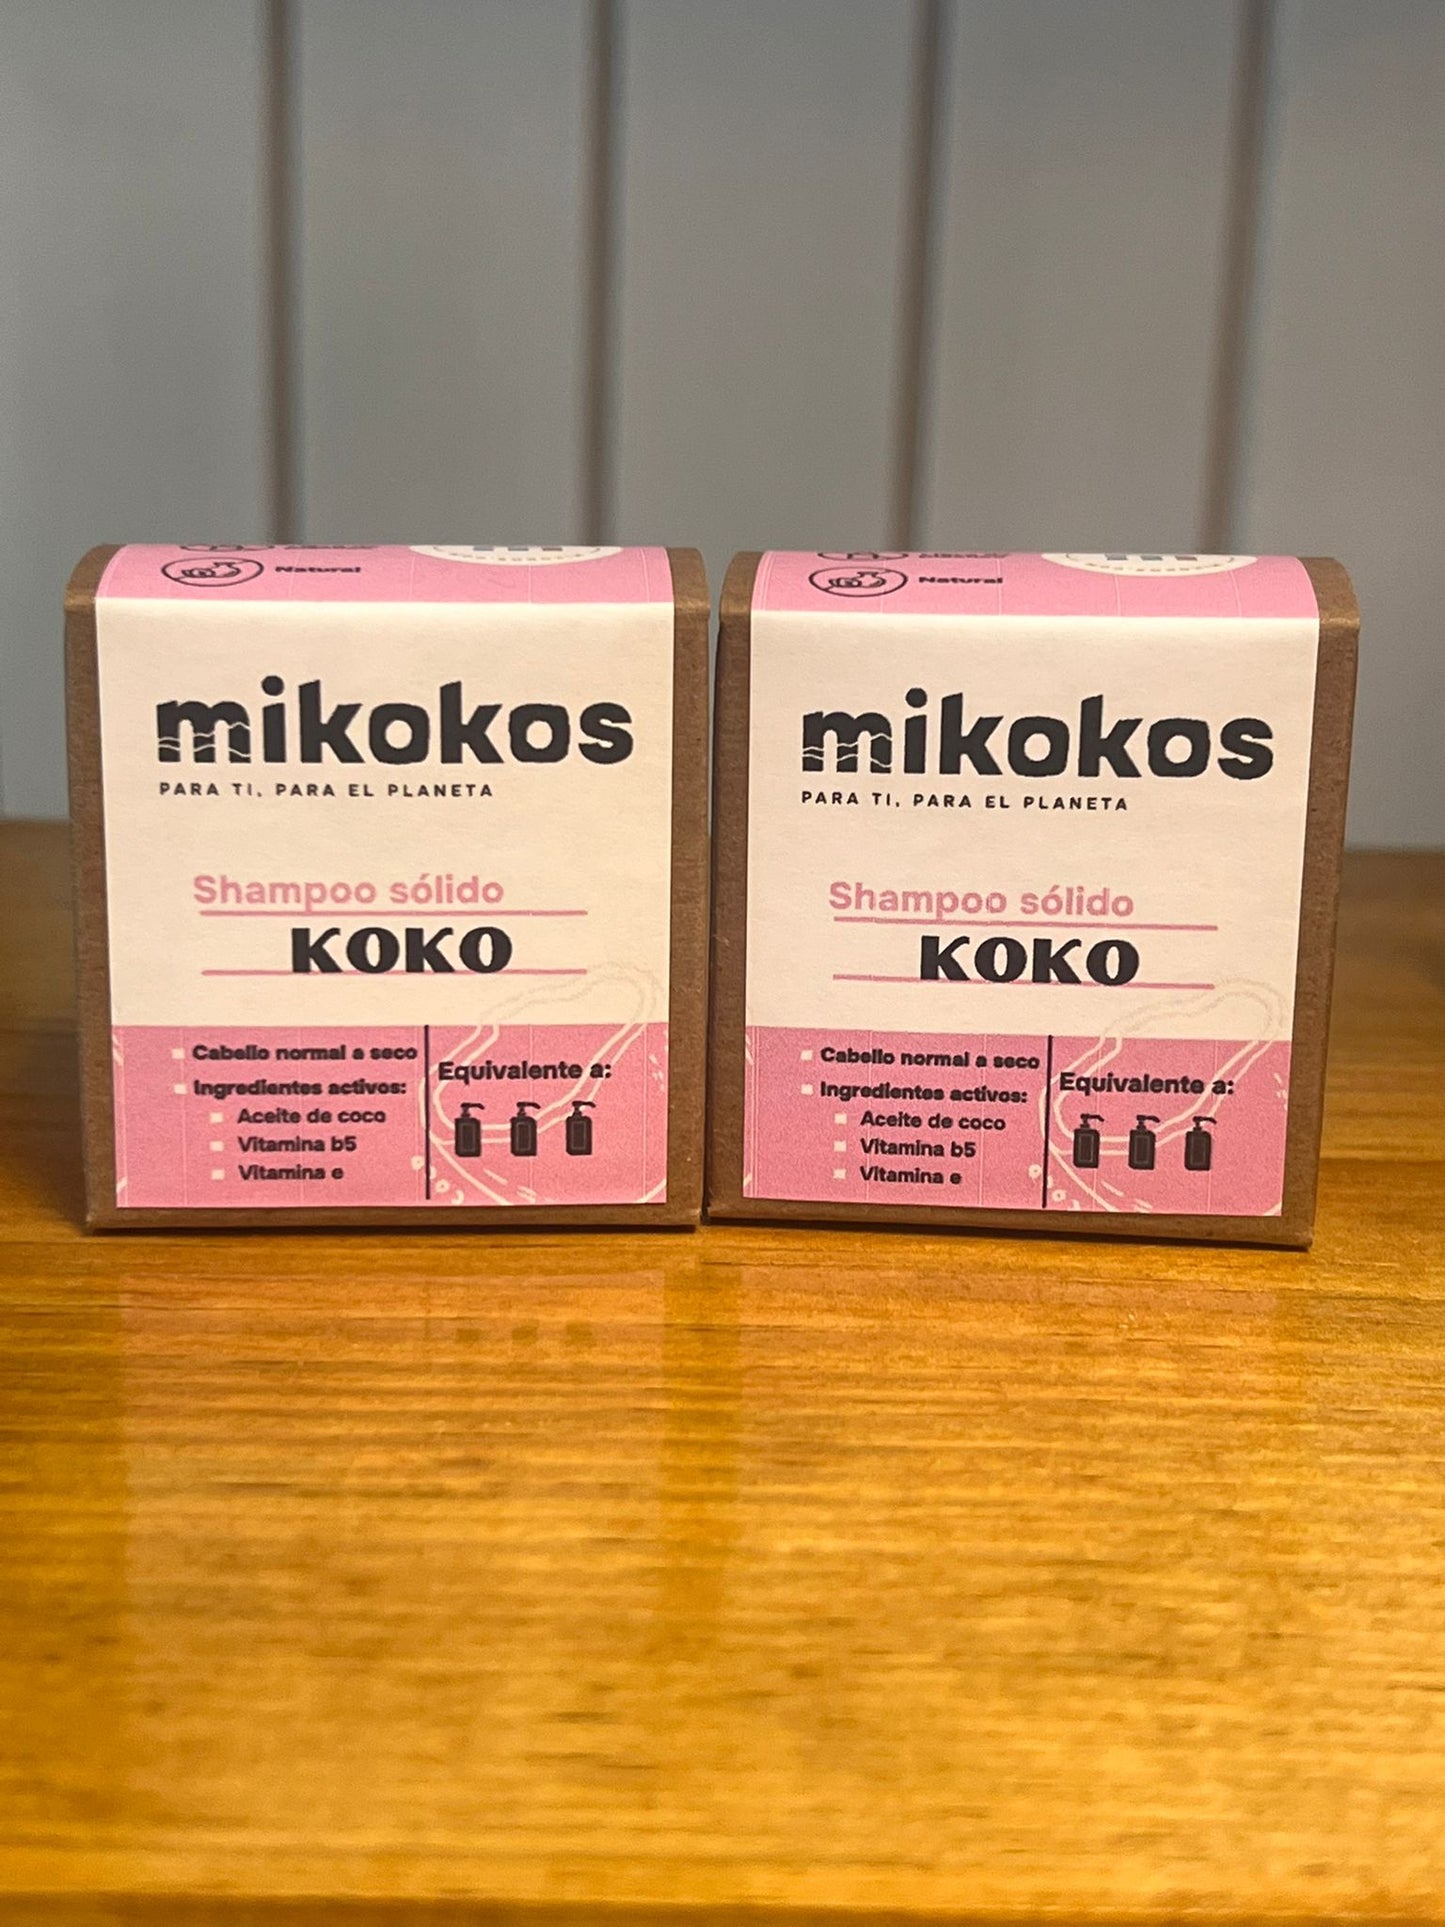 Natural
mikokos
PARA TI, PARA EL PLANETA
Shampoo sólido
KOKO
Cabello normal a seco
Ingredientes activos:
Aceite de coco
Vitamina b5
Vitamina e
Equivalente a:
Natural
mikokos
PARA TI, PARA EL PLANETA
Shampoo sólido
KOKO
Cabello normal a seco
Ingredientes activos:
Aceite de coco
Vitamina b5
Vitamina e
Equivalente a: